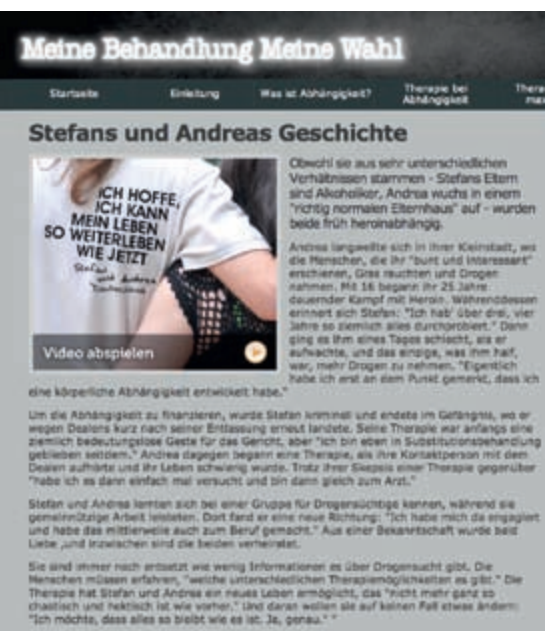 Meine Behandlung Meine Wahl
Startseite
Einleitung
Was ist Abhängigkeit?
Therapie bei
Abhängigkeit
Thera
max
Stefans und Andreas Geschichte
ICH HOFFE,
ICH KANN
MEIN LEBEN
SO WEITERLEBEN
WIE JETZT
Stefan
und Andrea
Video abspielen
Obwohl sie aus sehr unterschiedlichen
Verhältnissen stammen - Stefans Eltern
sind Alkoholiker, Andrea wuchs in einem
"richtig normalen Elternhaus" auf - wurden
beide früh heroinabhängig.
Andrea langweilte sich in ihrer Kleinstadt, wo
die Menschen, die ihr "bunt und interessant"
erschienen, Gras rauchten und Drogen
nahmen. Mit 16 begann ihr 25 Jahre
dauernder Kampf mit Heroin. Währenddessen
erinnert sich Stefan: "Ich hab' über drei, vier
Jahre so ziemlich alles durchprobiert." Dann
ging es ihm eines Tages schlecht, als er
aufwachte, und das einzige, was ihm half,
war, mehr Drogen zu nehmen. "Eigentlich
habe ich erst an dem Punkt gemerkt, dass ich
eine körperliche Abhängigkeit entwickelt habe."
Um die Abhängigkeit zu finanzieren, wurde Stefan kriminell und endete im Gefängnis, wo er
wegen Dealens kurz nach seiner Entlassung erneut landete. Seine Therapie war anfangs eine
ziemlich bedeutungslose Geste für das Gericht, aber "ich bin eben in Substitutionsbehandlung
geblieben seitdem." Andrea dagegen begann eine Therapie, als ihre Kontaktperson mit dem
Dealen aufhörte und ihr Leben schwierig wurde. Trotz ihrer Skepsis einer Therapie gegenüber
"habe ich es dann einfach mal versucht und bin dann gleich zum Arzt."
Stefan und Andrea lernten sich bei einer Gruppe für Drogensüchtige kennen, während sie
gemeinnützige Arbeit leisteten. Dort fand er eine neue Richtung: "Ich habe mich da engagiert
und habe das mittlerweile auch zum Beruf gemacht." Aus einer Bekanntschaft wurde bald
Liebe ,und inzwischen sind die beiden verheiratet.
Sie sind immer noch entsetzt wie wenig Informationen es über Drogensucht gibt. Die
Menschen müssen erfahren, "welche unterschiedlichen Therapiemöglichkeiten es gibt." Die
Therapie hat Stefan und Andrea ein neues Leben ermöglicht, das "nicht mehr ganz so
chaotisch und hektisch ist wie vorher." Und daran wollen sie auf keinen Fall etwas ändern:
"Ich möchte, dass alles so bleibt wie es ist. Ja, genau." "